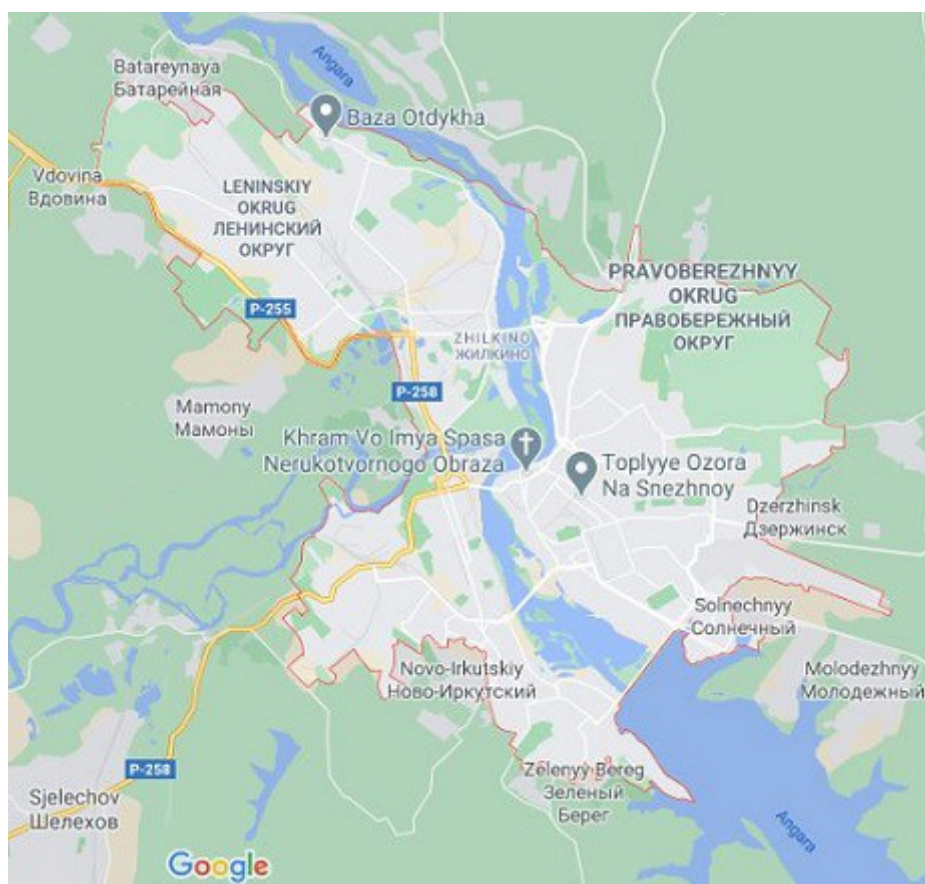 Angara
Batareynaya
Батарейная
Baza Otdykha
Vdovina
Вдовина
LENINSKIY
OKRUG
ЛЕНИНСКИЙ
ОКРУГ
PRAVOBEREZHNYY
OKRUG
ПРАВОБЕРЕЖНЫЙ
ОКРУГ
P-255
ZHILKINO
ЖИЛКИНО
P-258
Mamony
Мамоны
Khram Vo Imya Spasa
Nerukotvornogo Obraza
Toplyye Ozora
Na Snezhnoy
Dzerzhinsk
Дзержинск
Solnechnyy
Солнечный
Novo-Irkutskiy
Ново-Иркутский
Molodezhnyy
Молодежный
P-258
Zelenyy Bereg
Зеленый
Берег
Sjelechov
Шелехов
Angara
Google